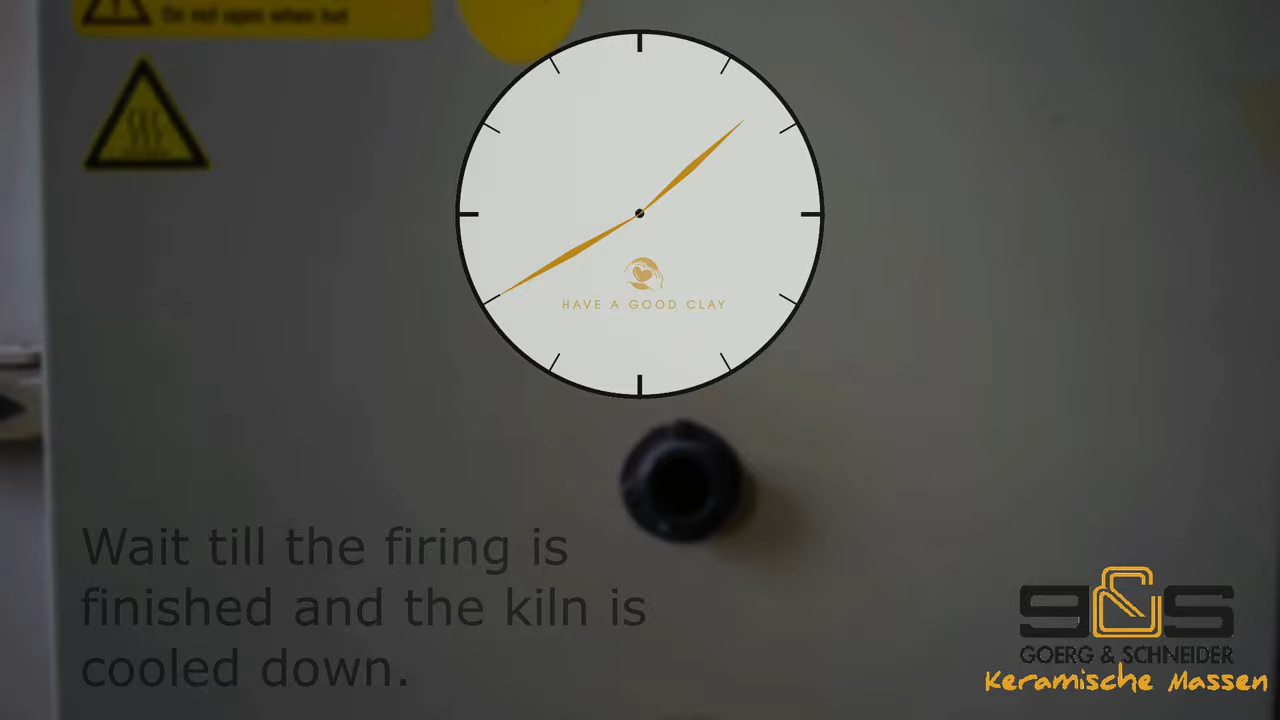 Do not open when hot
HAVE A GOOD CLAY
Wait till the firing is
finished and the kiln is
cooled down.
g&s
GOERG & SCHNEIDER
Keramische Massen